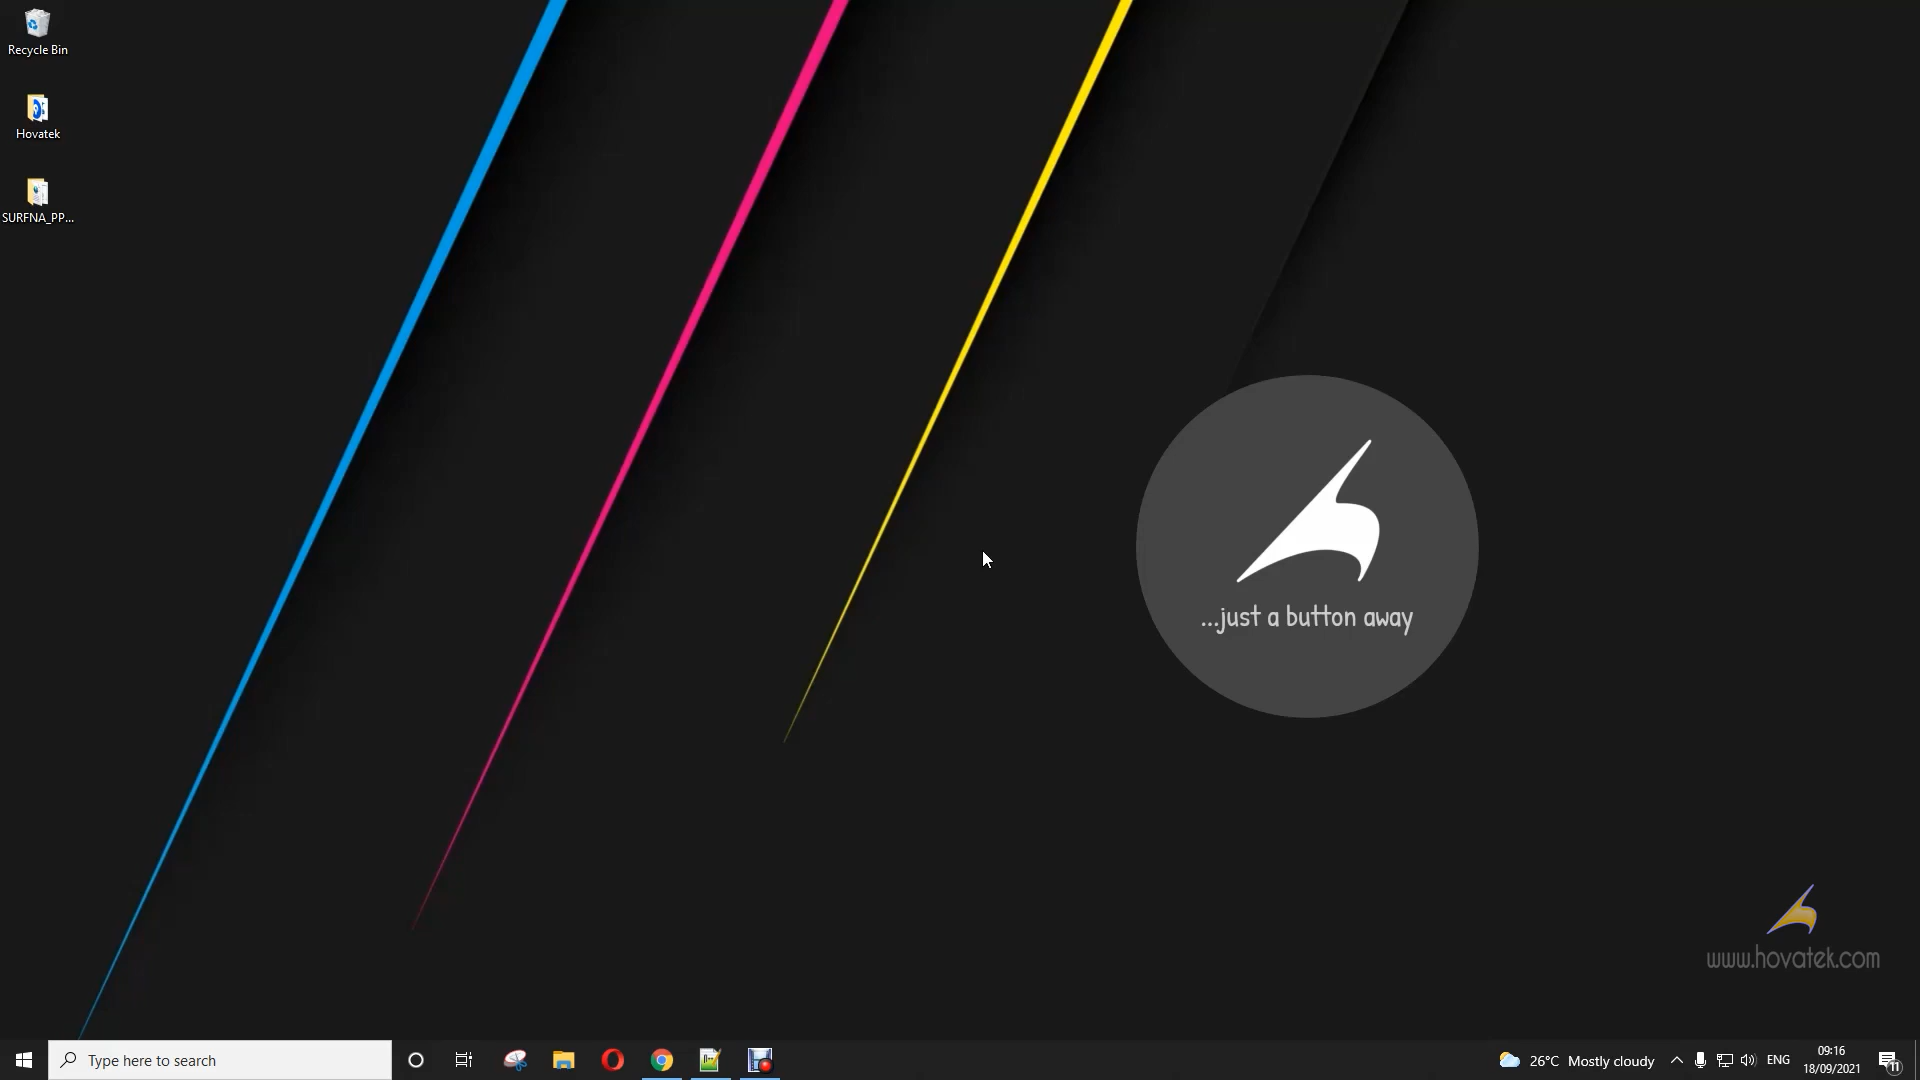 Recycle Bin
Hovatek
SURFNA_PP...
...just a button away
www.hovatek.com
Type here to search
26°C Mostly cloudy
ENG
09:16
18/09/2021
11